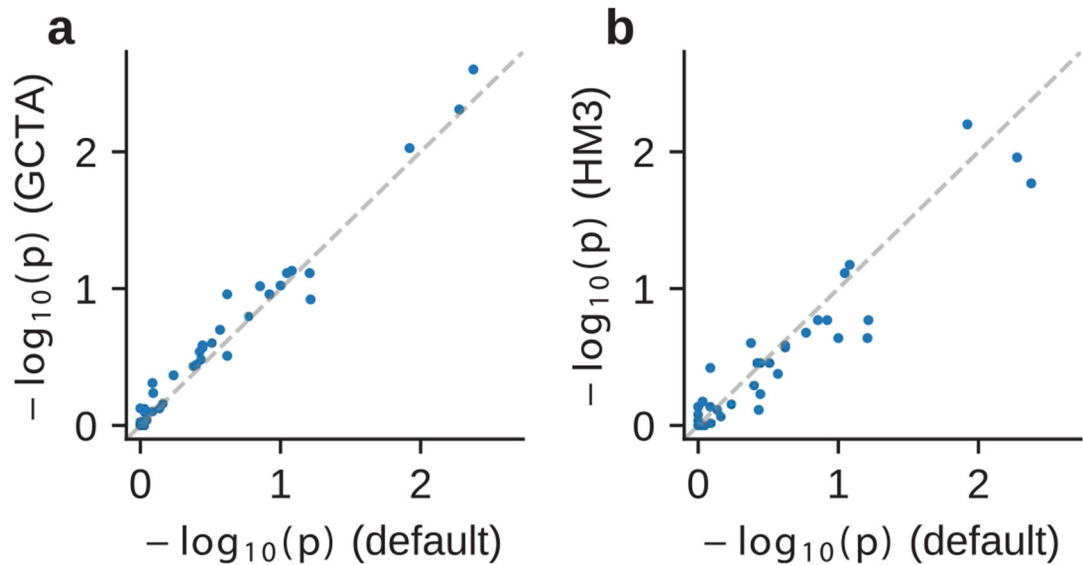 a
− log₁₀(p) (GCTA)
2
1
0
0 1 2
− log₁₀(p) (default)
b
− log₁₀(p) (HM3)
2
1
0
0 1 2
− log₁₀(p) (default)